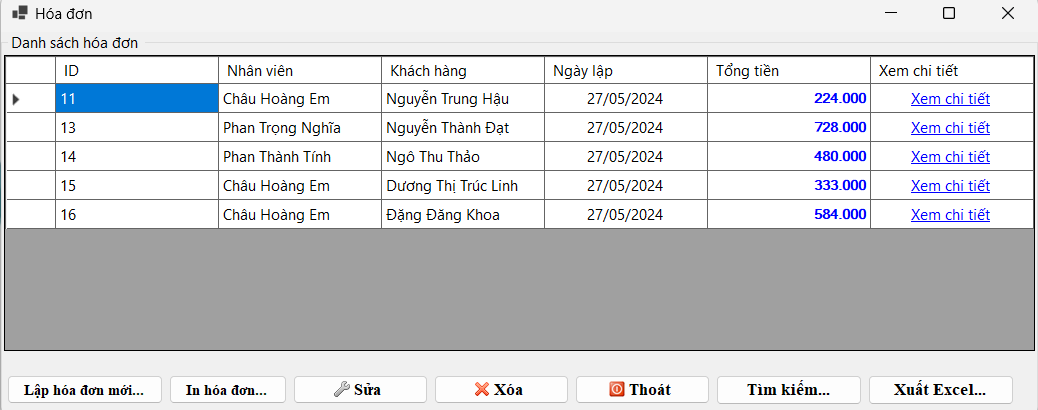 Hóa đơn
Danh sách hóa đơn
ID Nhân viên Khách hàng Ngày lập Tổng tiền Xem chi tiết
11 Châu Hoàng Em Nguyễn Trung Hậu 27/05/2024 224.000 Xem chi tiết
13 Phan Trọng Nghĩa Nguyễn Thành Đạt 27/05/2024 728.000 Xem chi tiết
14 Phan Thành Tính Ngô Thu Thảo 27/05/2024 480.000 Xem chi tiết
15 Châu Hoàng Em Dương Thị Trúc Linh 27/05/2024 333.000 Xem chi tiết
16 Châu Hoàng Em Đặng Đăng Khoa 27/05/2024 584.000 Xem chi tiết
Lập hóa đơn mới... In hóa đơn... Sửa Xóa Thoát Tìm kiếm... Xuất Excel...